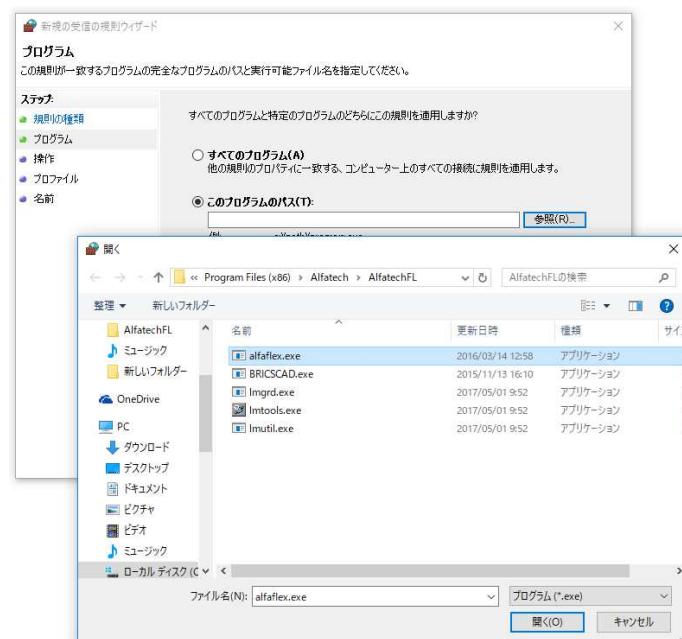 新規の受信の規則ウィザード
プログラム
この規則が一致するプログラムの完全なプログラムのパスと実行可能ファイル名を指定してください。
ステップ:
規則の種類
プログラム
操作
プロファイル
名前
すべてのプログラムと特定のプログラムのどちらにこの規則を適用しますか?
すべてのプログラム(A)
他の規則のプロパティに一致する、コンピューター上のすべての接続に規則を適用します。
このプログラムのパス(T):
参照(R)...
開く
« Program Files (x86) › Alfatech › AlfatechFL
AlfatechFLの検索
整理 新しいフォルダー
AlfatechFL
ミュージック
新しいフォルダー
OneDrive
PC
ダウンロード
デスクトップ
ドキュメント
ピクチャ
ビデオ
ミュージック
ローカル ディスク (C
名前 更新日時 種類 サイ
alfaflex.exe 2016/03/14 12:58 アプリケーション
BRICSCAD.exe 2015/11/13 16:10 アプリケーション
lmgrd.exe 2017/05/01 9:52 アプリケーション
lmtools.exe 2017/05/01 9:52 アプリケーション
lmutil.exe 2017/05/01 9:52 アプリケーション
ファイル名(N): alfaflex.exe プログラム (*.exe)
開く(O) キャンセル